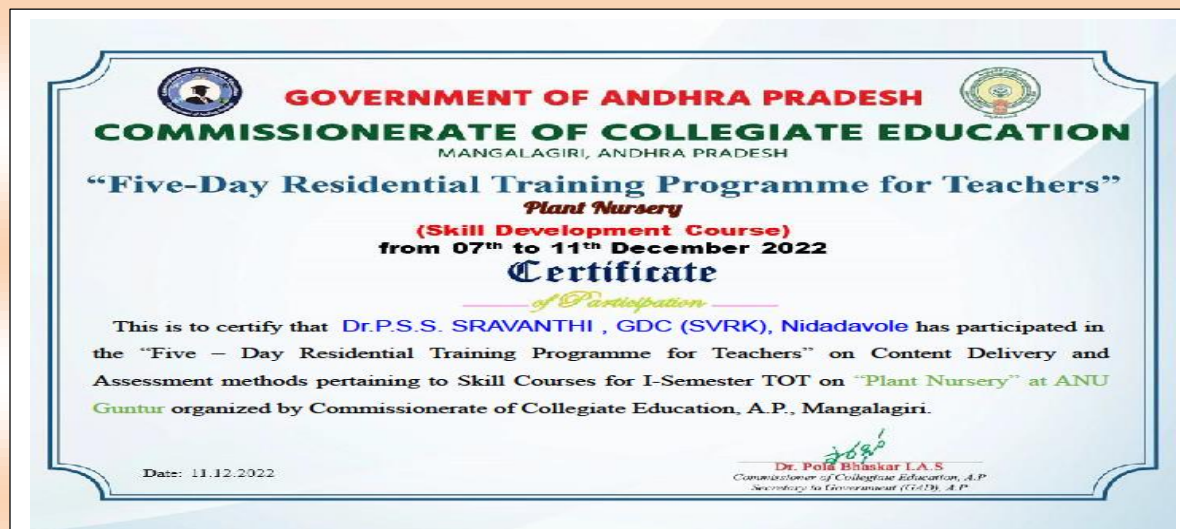 GOVERNMENT OF ANDHRA PRADESH
COMMISSIONERATE OF COLLEGIATE EDUCATION
MANGALAGIRI, ANDHRA PRADESH
“Five-Day Residential Training Programme for Teachers”
Plant Nursery
(Skill Development Course)
from 07th to 11th December 2022
Certificate
of Participation
This is to certify that Dr.P.S.S. SRAVANTHI , GDC (SVRK), Nidadavole has participated in
the “Five – Day Residential Training Programme for Teachers” on Content Delivery and
Assessment methods pertaining to Skill Courses for I-Semester TOT on “Plant Nursery” at ANU
Guntur organized by Commissionerate of Collegiate Education, A.P., Mangalagiri.
Date: 11.12.2022
Dr. Pola Bhaskar I.A.S
Commissioner of Collegiate Education, A.P
Secretary to Government (GAD), A.P